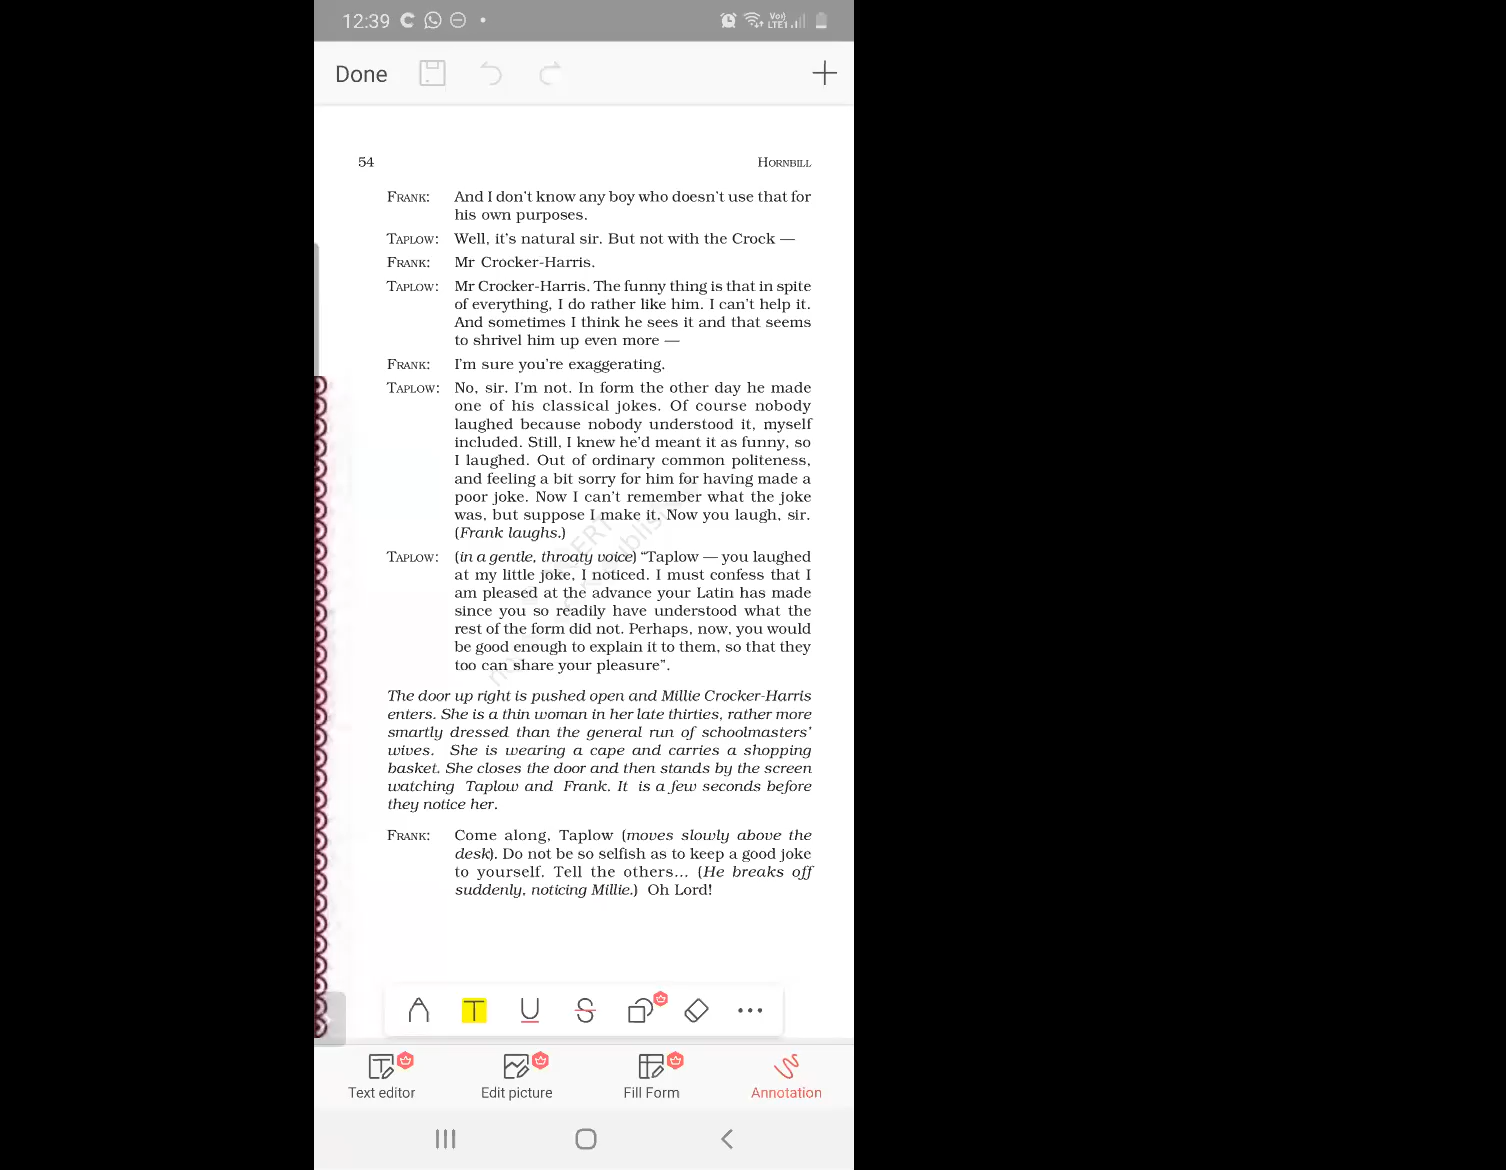 12:39
Vo)
LTE1
Done
54 HORNBILL
FRANK: And I don't know any boy who doesn't use that for
his own purposes.
TAPLOW: Well, it's natural sir. But not with the Crock —
FRANK: Mr Crocker-Harris.
TAPLOW: Mr Crocker-Harris. The funny thing is that in spite
of everything, I do rather like him. I can't help it.
And sometimes I think he sees it and that seems
to shrivel him up even more —
FRANK: I'm sure you're exaggerating.
TAPLOW: No, sir. I'm not. In form the other day he made
one of his classical jokes. Of course nobody
laughed because nobody understood it, myself
included. Still, I knew he'd meant it as funny, so
I laughed. Out of ordinary common politeness,
and feeling a bit sorry for him for having made a
poor joke. Now I can't remember what the joke
was, but suppose I make it. Now you laugh, sir.
(Frank laughs.)
TAPLOW: (in a gentle, throaty voice) “Taplow — you laughed
at my little joke, I noticed. I must confess that I
am pleased at the advance your Latin has made
since you so readily have understood what the
rest of the form did not. Perhaps, now, you would
be good enough to explain it to them, so that they
too can share your pleasure”.
The door up right is pushed open and Millie Crocker-Harris
enters. She is a thin woman in her late thirties, rather more
smartly dressed than the general run of schoolmasters'
wives. She is wearing a cape and carries a shopping
basket. She closes the door and then stands by the screen
watching Taplow and Frank. It is a few seconds before
they notice her.
FRANK: Come along, Taplow (moves slowly above the
desk). Do not be so selfish as to keep a good joke
to yourself. Tell the others... (He breaks off
suddenly, noticing Millie.) Oh Lord!
Text editor Edit picture Fill Form Annotation